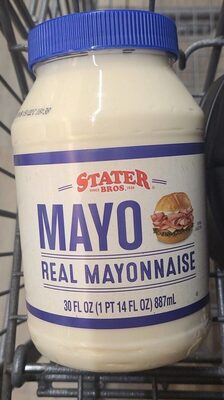 STATER
BROS.
MAYO
REAL MAYONNAISE
30 FL OZ (1 PT 14 FL OZ) 887mL